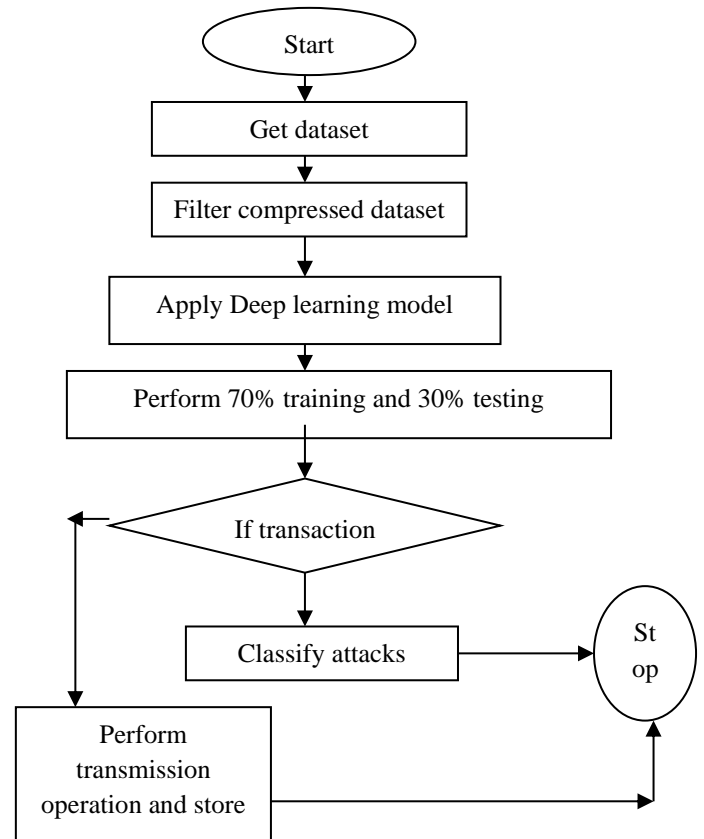 Start
Get dataset
Filter compressed dataset
Apply Deep learning model
Perform 70% training and 30% testing
If transaction
Classify attacks
St
op
Perform
transmission
operation and store